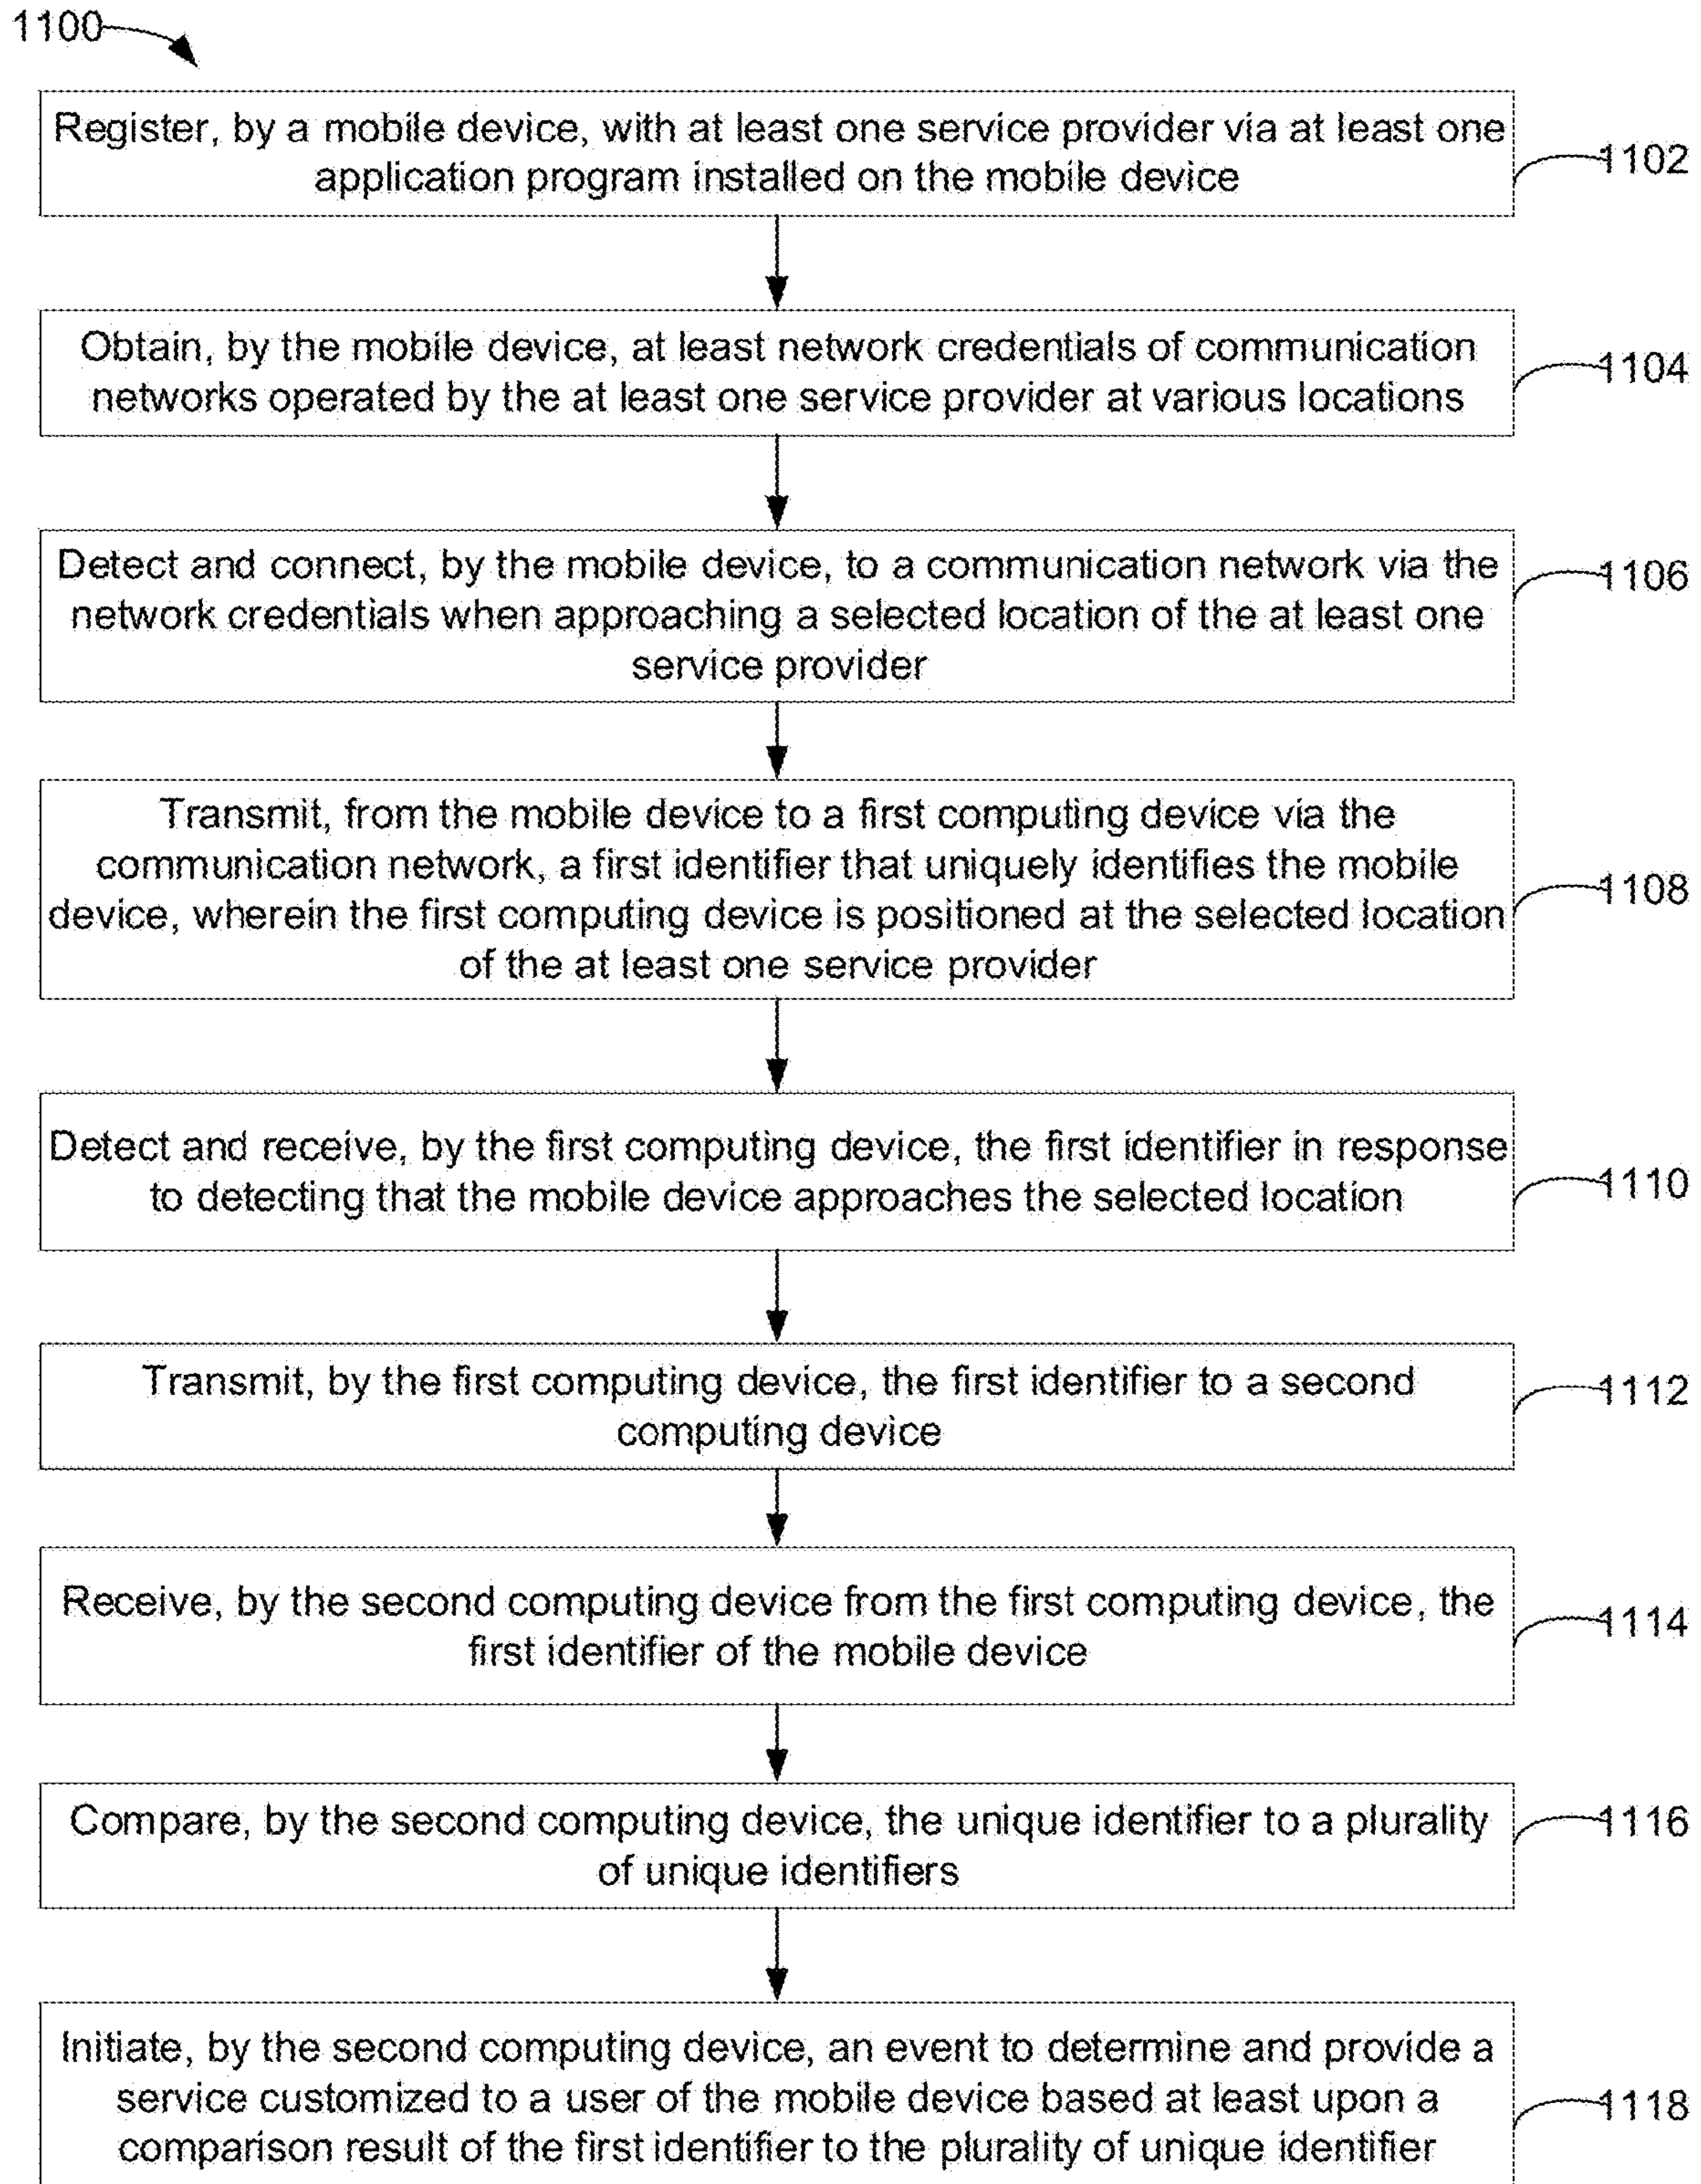 1100
Register, by a mobile device, with at least one service provider via at least one
application program installed on the mobile device
1102
Obtain, by the mobile device, at least network credentials of communication
networks operated by the at least one service provider at various locations
1104
Detect and connect, by the mobile device, to a communication network via the
network credentials when approaching a selected location of the at least one
service provider
1106
Transmit, from the mobile device to a first computing device via the
communication network, a first identifier that uniquely identifies the mobile
device, wherein the first computing device is positioned at the selected location
of the at least one service provider
1108
Detect and receive, by the first computing device, the first identifier in response
to detecting that the mobile device approaches the selected location
1110
Transmit, by the first computing device, the first identifier to a second
computing device
1112
Receive, by the second computing device from the first computing device, the
first identifier of the mobile device
1114
Compare, by the second computing device, the unique identifier to a plurality
of unique identifiers
1116
Initiate, by the second computing device, an event to determine and provide a
service customized to a user of the mobile device based at least upon a
comparison result of the first identifier to the plurality of unique identifier
1118